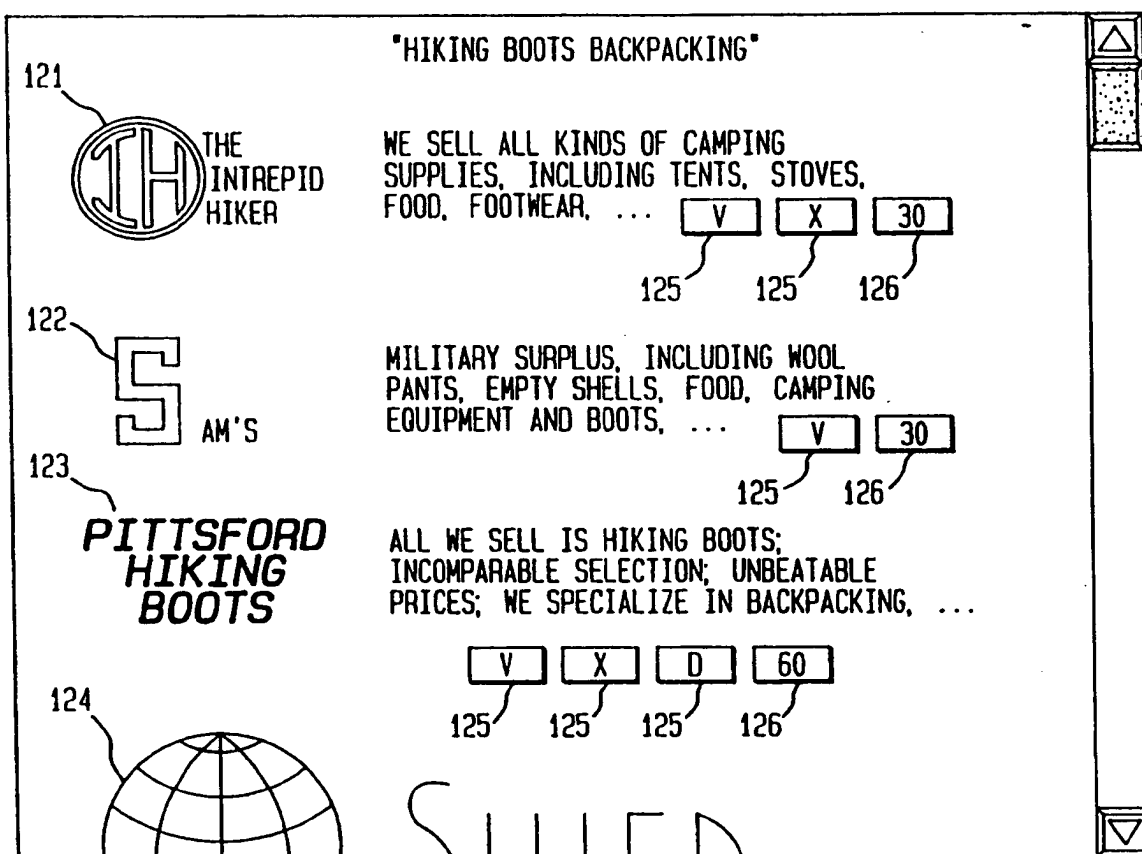 "HIKING BOOTS BACKPACKING"
121
IH THE
INTREPID
HIKER
WE SELL ALL KINDS OF CAMPING
SUPPLIES, INCLUDING TENTS, STOVES,
FOOD, FOOTWEAR, ... V X 30
125 125 126
122
S AM'S
MILITARY SURPLUS, INCLUDING WOOL
PANTS, EMPTY SHELLS, FOOD, CAMPING
EQUIPMENT AND BOOTS, ... V 30
125 126
123
PITTSFORD
HIKING
BOOTS
ALL WE SELL IS HIKING BOOTS;
INCOMPARABLE SELECTION; UNBEATABLE
PRICES; WE SPECIALIZE IN BACKPACKING, ...
V X D 60
125 125 125 126
124